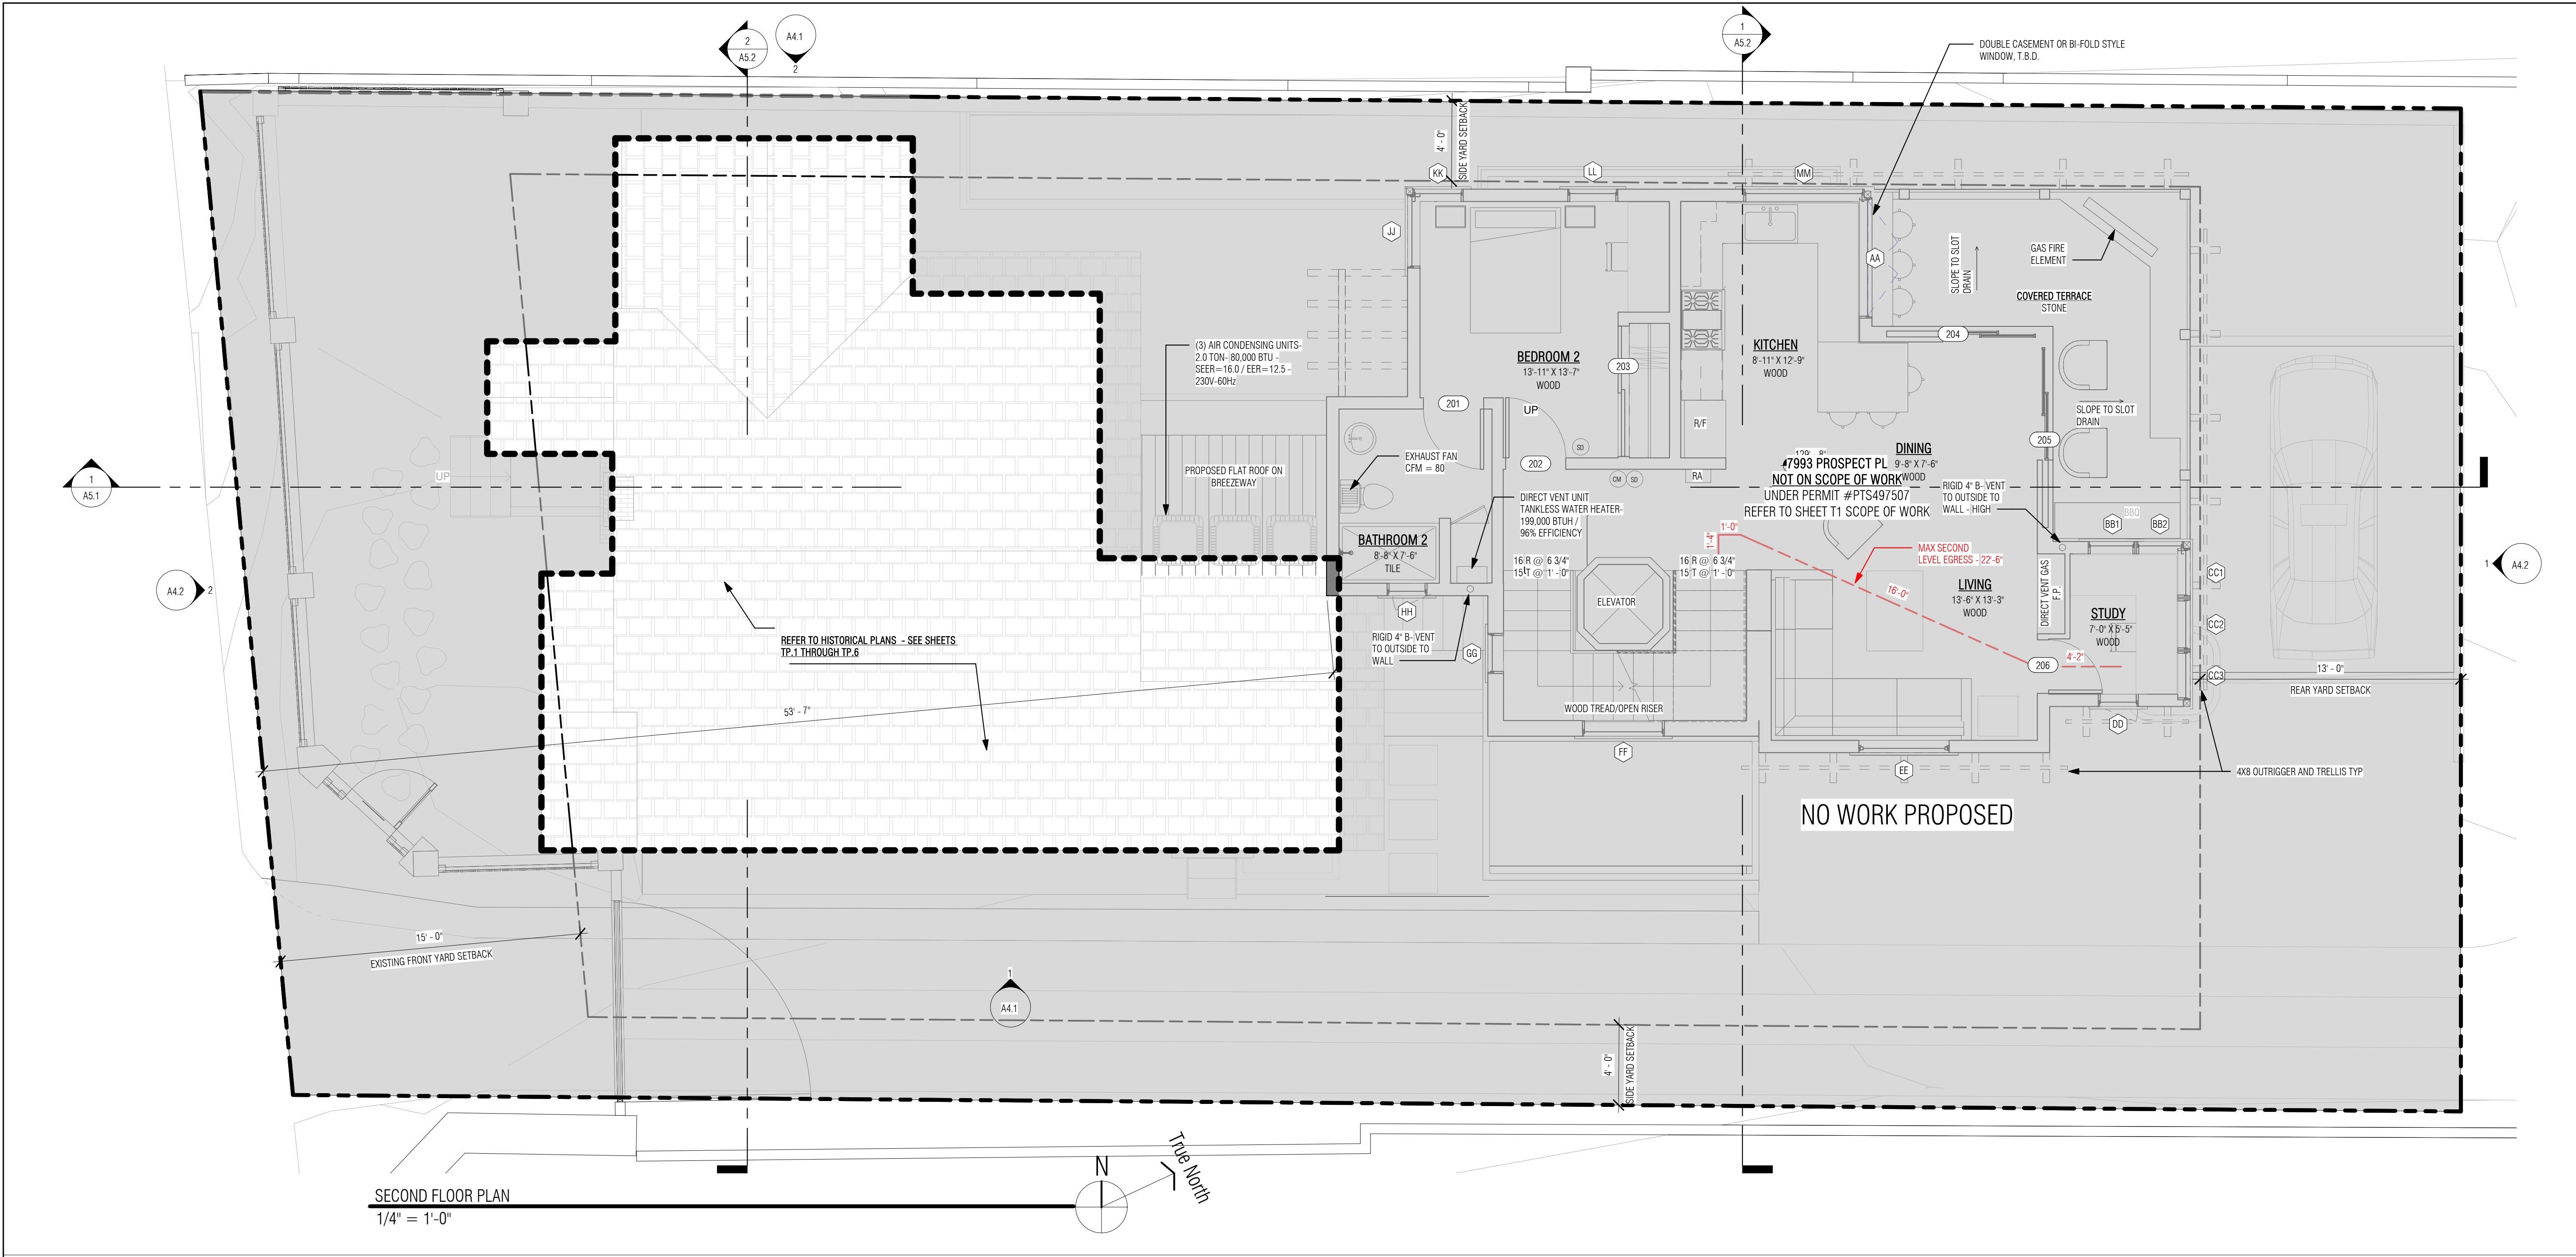 2
A5.2
A4.1
2
1
A5.2
DOUBLE CASEMENT OR BI-FOLD STYLE
WINDOW, T.B.D.
4' - 0"
SIDE YARD SETBACK
KK
LL
MM
JJ
AA
SLOPE TO SLOT
DRAIN
GAS FIRE
ELEMENT
COVERED TERRACE
STONE
(3) AIR CONDENSING UNITS-
2.0 TON- 80,000 BTU -
SEER=16.0 / EER=12.5 -
230V-60Hz
BEDROOM 2
13'-11" X 13'-7"
WOOD
203
KITCHEN
8'-11" X 12'-9"
WOOD
204
201
UP
R/F
SLOPE TO SLOT
DRAIN
205
SD
EXHAUST FAN
CFM = 80
202
CM
SD
RA
DINING
9'-8" X 7'-6"
WOOD
129' - 8"
7993 PROSPECT PL
NOT ON SCOPE OF WORK
UNDER PERMIT #PTS497507
REFER TO SHEET T1 SCOPE OF WORK
RIGID 4" B- VENT
TO OUTSIDE TO
WALL - HIGH
BBQ
BB1
BB2
1
A5.1
UP
PROPOSED FLAT ROOF ON
BREEZEWAY
DIRECT VENT UNIT
TANKLESS WATER HEATER-
199,000 BTUH /
96% EFFICIENCY
BATHROOM 2
8'-8" X 7'-6"
TILE
16 R @ 6 3/4"
15 T @ 1' - 0"
16 R @ 6 3/4"
15 T @ 1' - 0"
1'-4"
1'-0"
MAX SECOND
LEVEL EGRESS - 22'-6"
16'-0"
1
A4.2
A4.2
2
ELEVATOR
LIVING
13'-6" X 13'-3"
WOOD
DIRECT VENT GAS
F.P.
STUDY
7'-0" X 5'-5"
WOOD
CC1
CC2
CC3
HH
RIGID 4" B- VENT
TO OUTSIDE TO
WALL
GG
REFER TO HISTORICAL PLANS - SEE SHEETS
TP.1 THROUGH TP.6
4'-2"
206
13' - 0"
REAR YARD SETBACK
53' - 7"
WOOD TREAD/OPEN RISER
DD
FF
EE
4X8 OUTRIGGER AND TRELLIS TYP
NO WORK PROPOSED
15' - 0"
EXISTING FRONT YARD SETBACK
1
A4.1
4' - 0"
SIDE YARD SETBACK
N
True North
SECOND FLOOR PLAN
1/4" = 1'-0"